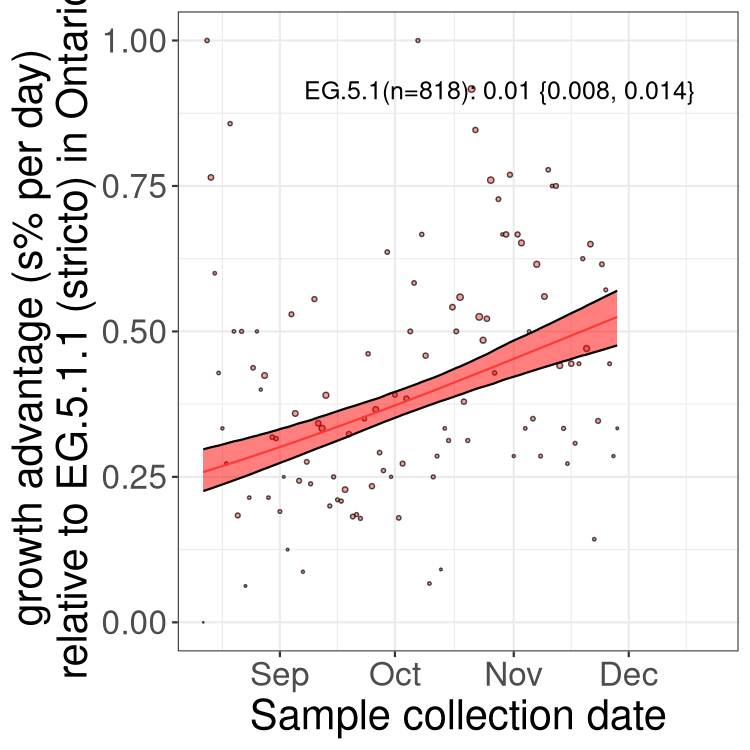 growth advantage (s% per day)
relative to EG.5.1.1 (stricto) in Ontario
1.00
0.75
0.50
0.25
0.00
EG.5.1(n=818): 0.01 {0.008, 0.014}
Sep Oct Nov Dec
Sample collection date